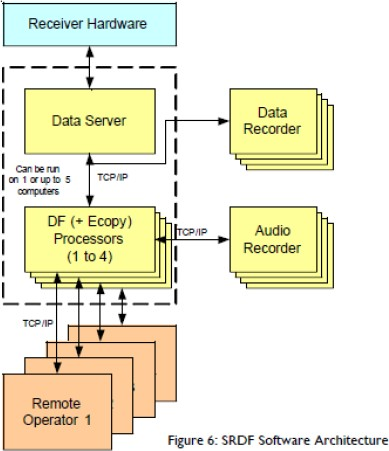 Receiver Hardware
Data Server
Data
Recorder
Can be run
on 1 or up to 5
computers
TCP/IP
DF (+ Ecopy)
Processors
(1 to 4)
TCP/IP
Audio
Recorder
TCP/IP
Remote
Operator 1
Figure 6: SRDF Software Architecture